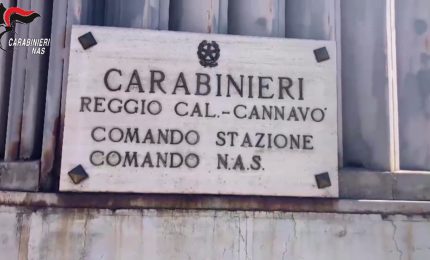 CARABINIERI
NAS
CARABINIERI
REGGIO CAL.-CANNAVO'
COMANDO STAZIONE
COMANDO N.A.S.